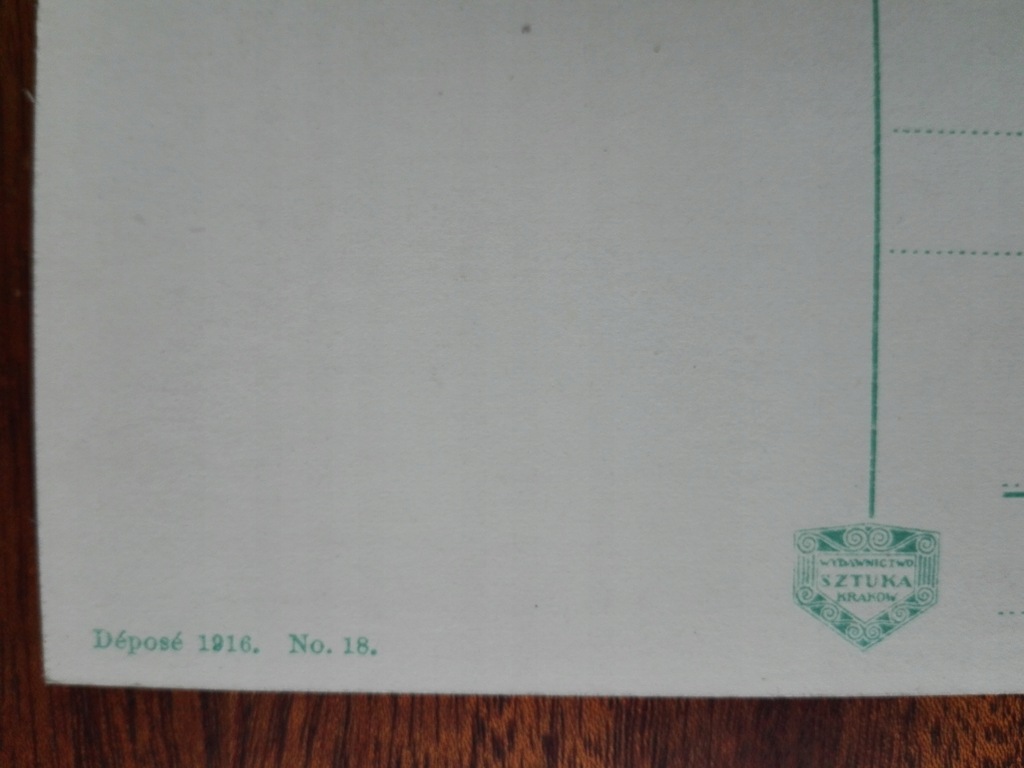 WYDAWNICTWO
SZTUKA
KRAKÓW
Déposé 1916. No. 18.